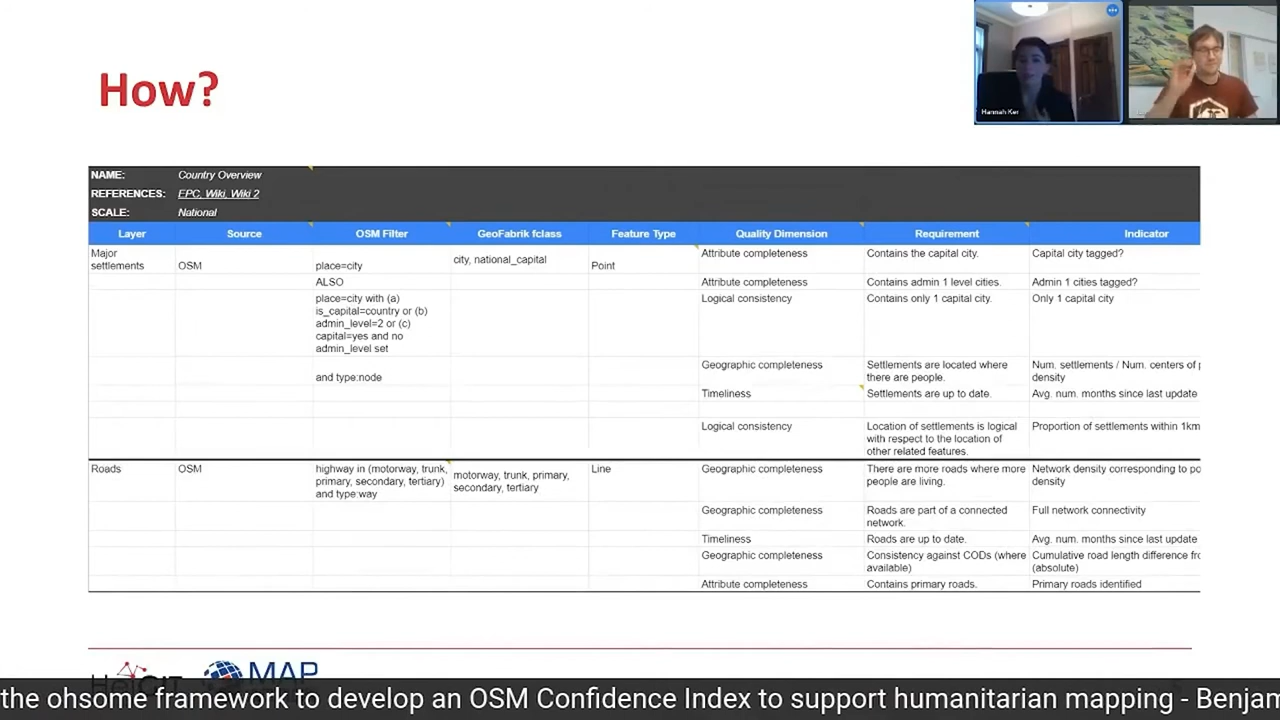 How?
Hannah Ker
NAME: Country Overview
REFERENCES: EPC, Wiki, Wiki 2
SCALE: National
Layer Source OSM Filter GeoFabrik fclass Feature Type Quality Dimension Requirement Indicator
Major settlements OSM place=city city, national_capital Point Attribute completeness Contains the capital city. Capital city tagged?
ALSO Attribute completeness Contains admin 1 level cities. Admin 1 cities tagged?
place=city with (a) Logical consistency Contains only 1 capital city. Only 1 capital city
is_capital=country or (b)
admin_level=2 or (c)
capital=yes and no
admin_level set
Geographic completeness Settlements are located where Num. settlements / Num. centers of p
and type:node there are people. density
Timeliness Settlements are up to date. Avg. num. months since last update
Logical consistency Location of settlements is logical Proportion of settlements within 1km
with respect to the location of
other related features.
Roads OSM highway in (motorway, trunk, motorway, trunk, primary, Line Geographic completeness There are more roads where more Network density corresponding to po
primary, secondary, tertiary) secondary, tertiary people are living. density
and type:way
Geographic completeness Roads are part of a connected Full network connectivity
network.
Timeliness Roads are up to date. Avg. num. months since last update
Geographic completeness Consistency against CODs (where Cumulative road length difference fro
available) (absolute)
Attribute completeness Contains primary roads. Primary roads identified
MAP
the ohsome framework to develop an OSM Confidence Index to support humanitarian mapping - Benjam